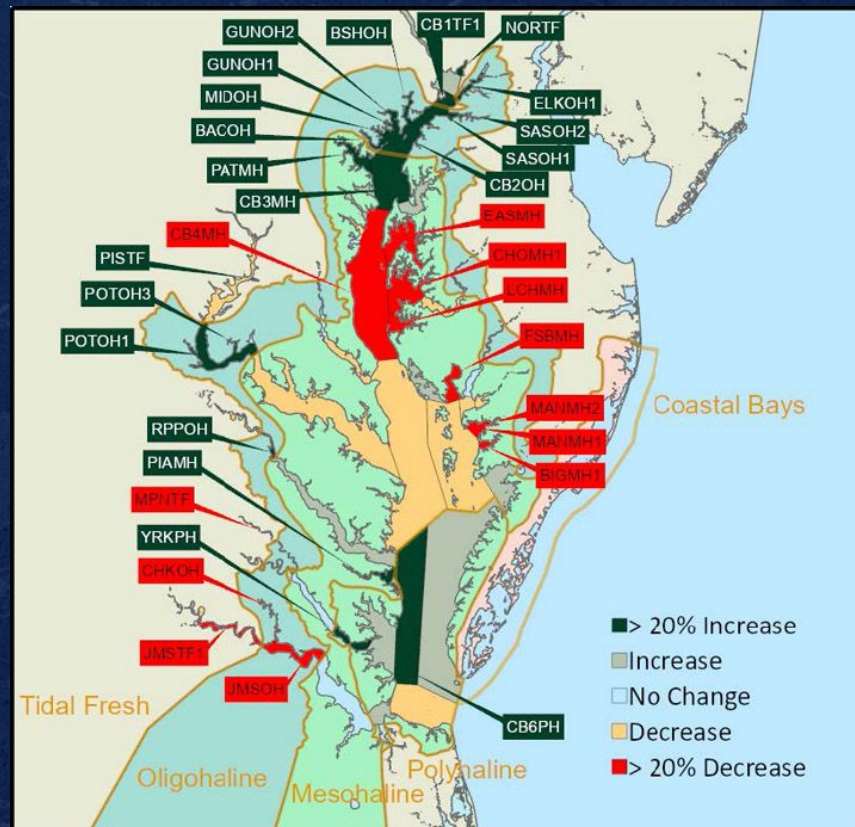 CB1TF1
NORTF
GUNOH2
BSHOH
GUNOH1
MIDOH
ELKOH1
BACOH
SASOH2
PATMH
SASOH1
CB3MH
CB2OH
EASMH
CB4MH
CHOMH1
PISTF
LCHMH
POTOH3
POTOH1
FSBMH
MANMH2
Coastal Bays
RPPOH
MANMH1
PIAMH
BIGMH1
MPNTF
YRKPH
CHKOH
JMSTF1
JMSOH
> 20% Increase
Increase
No Change
Decrease
> 20% Decrease
Tidal Fresh
CB6PH
Oligohaline
Mesohaline
Polyhaline